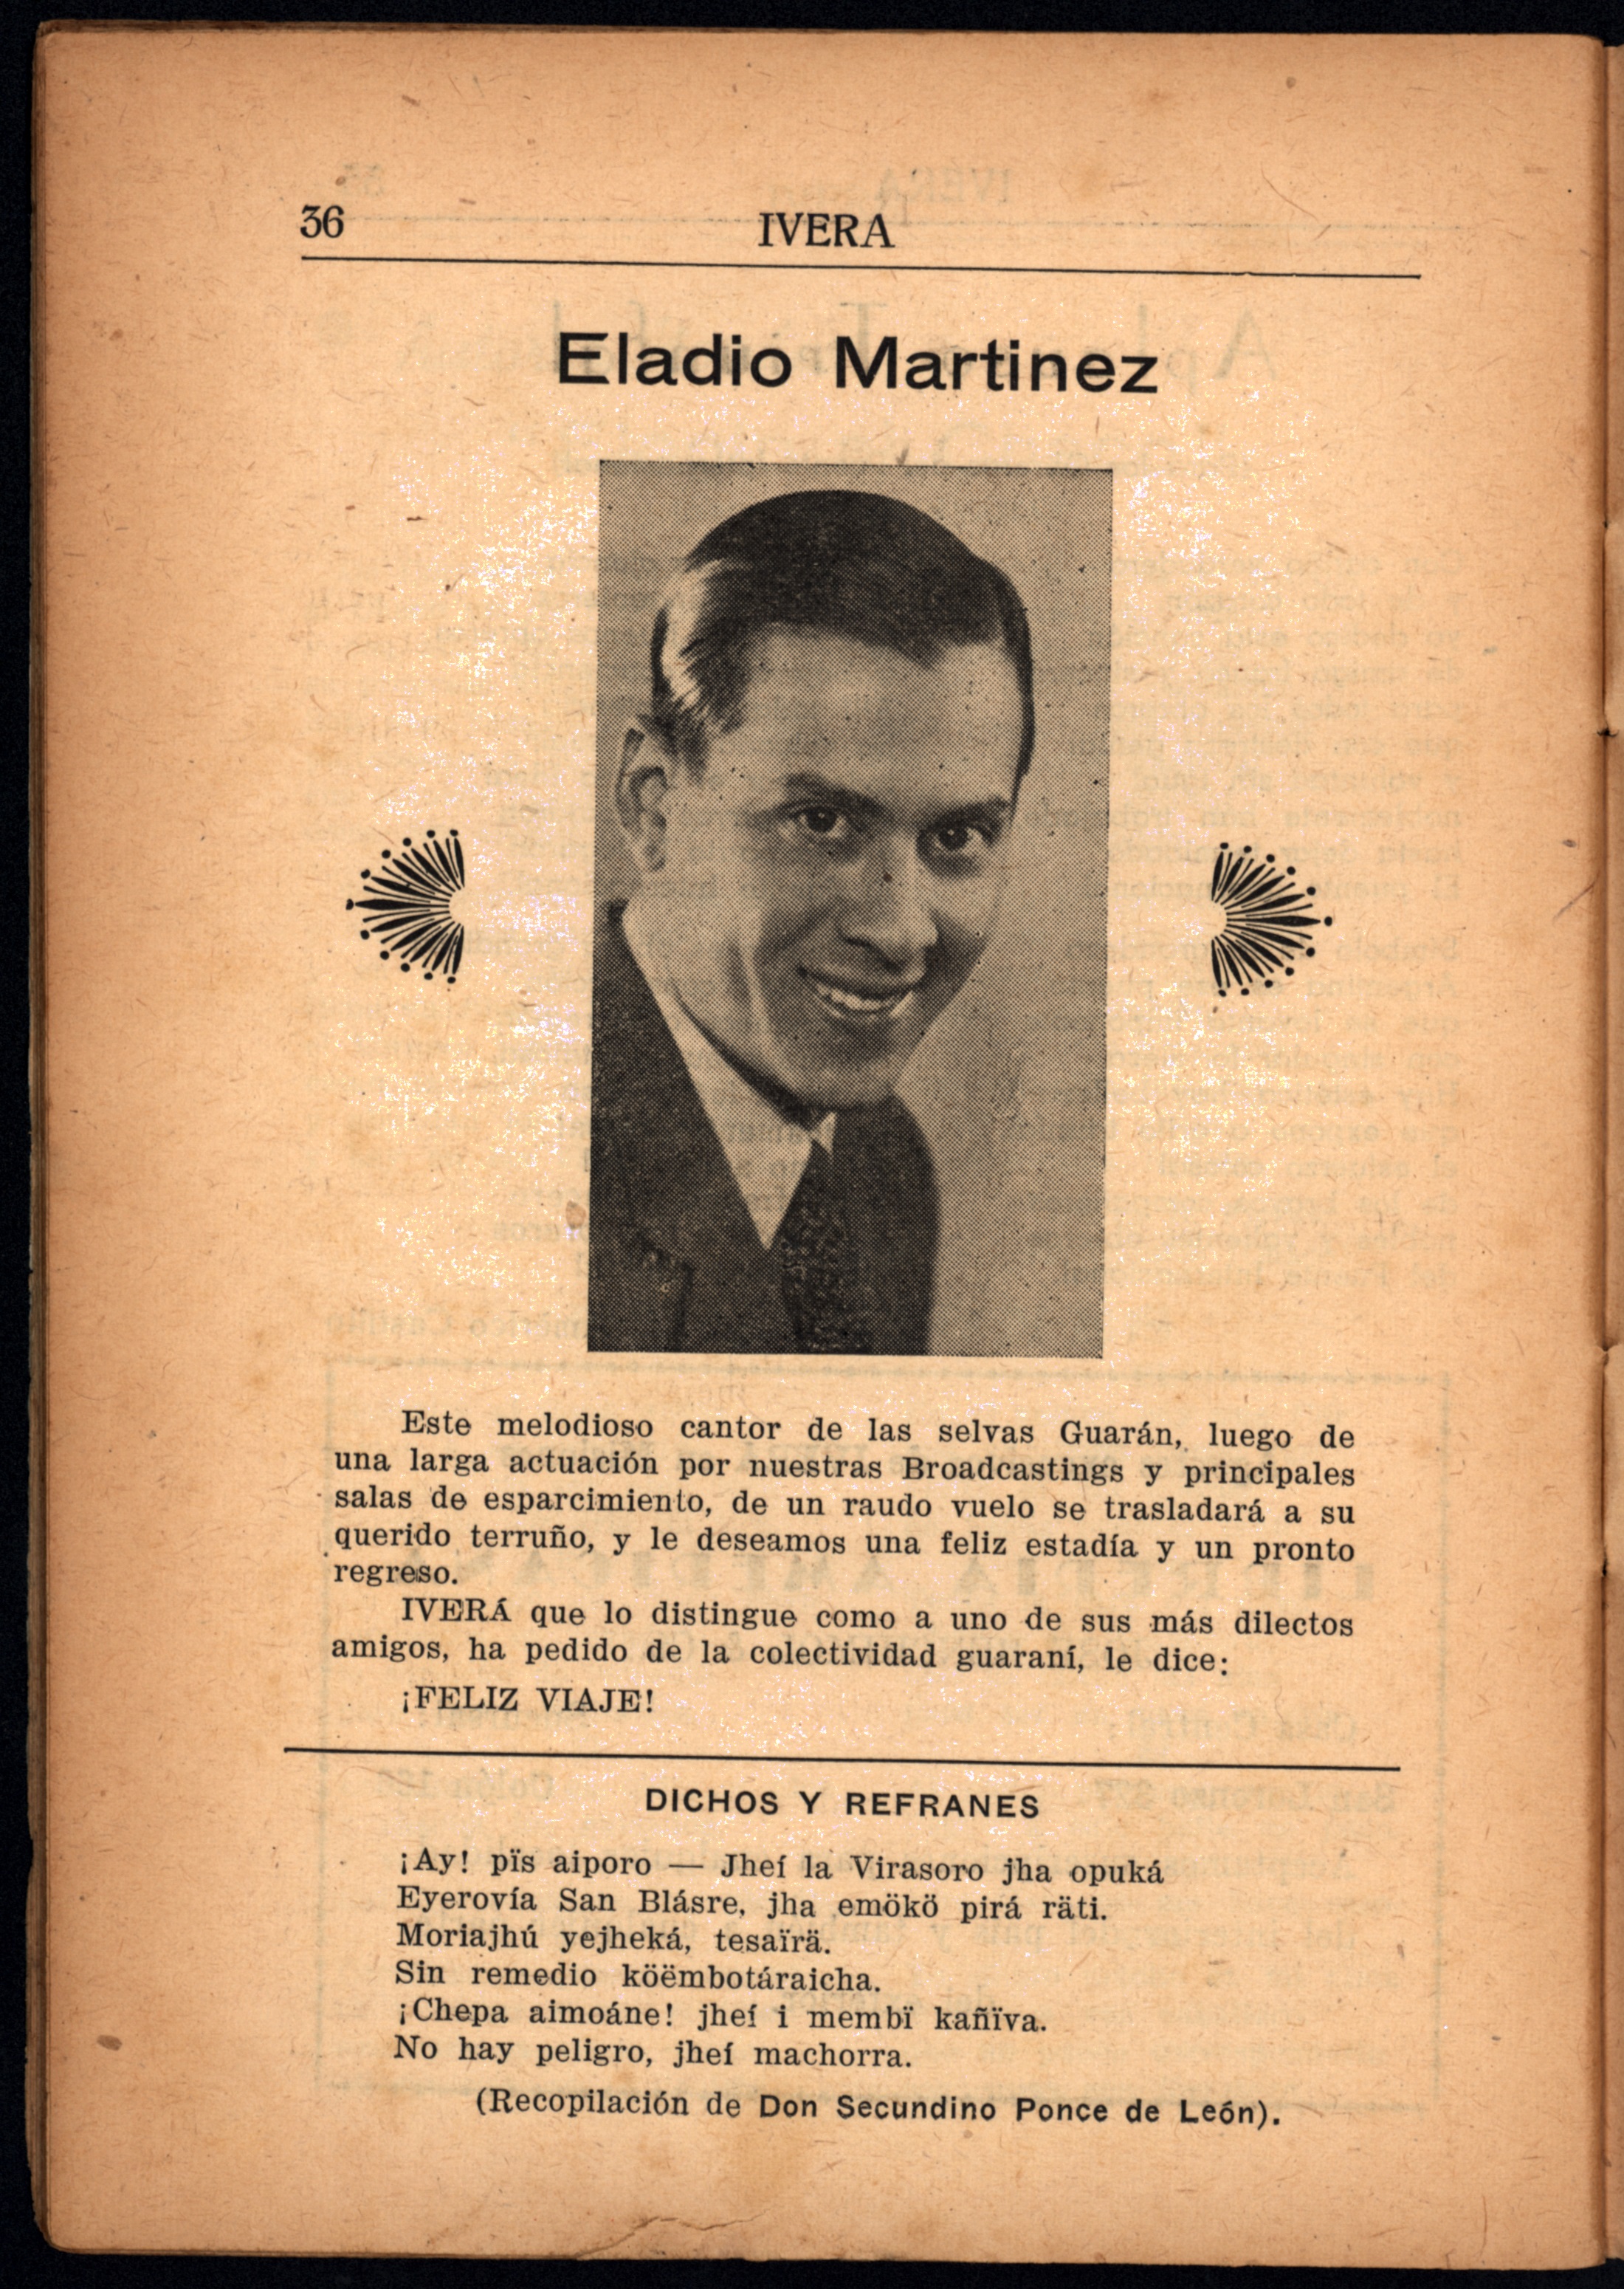 36
IVERA
Eladio Martinez
Este melodioso cantor de las selvas Guarán, luego de
una larga actuación por nuestras Broadcastings y principales
salas de esparcimiento, de un raudo vuelo se trasladará a su
querido terruño, y le deseamos una feliz estadía y un pronto
regreso.
IVERÁ que lo distingue como a uno de sus más dilectos
amigos, ha pedido de la colectividad guaraní, le dice:
¡FELIZ VIAJE!
DICHOS Y REFRANES
¡Ay! pïs aiporo — Jheí la Virasoro jha opuká
Eyerovía San Blásre, jha emökö pirá räti.
Moriajhú yejheká, tesaïrä.
Sin remedio köëmbotáraicha.
¡Chepa aimoáne! jheí i membï kañïva.
No hay peligro, jheí machorra.
(Recopilación de Don Secundino Ponce de León).